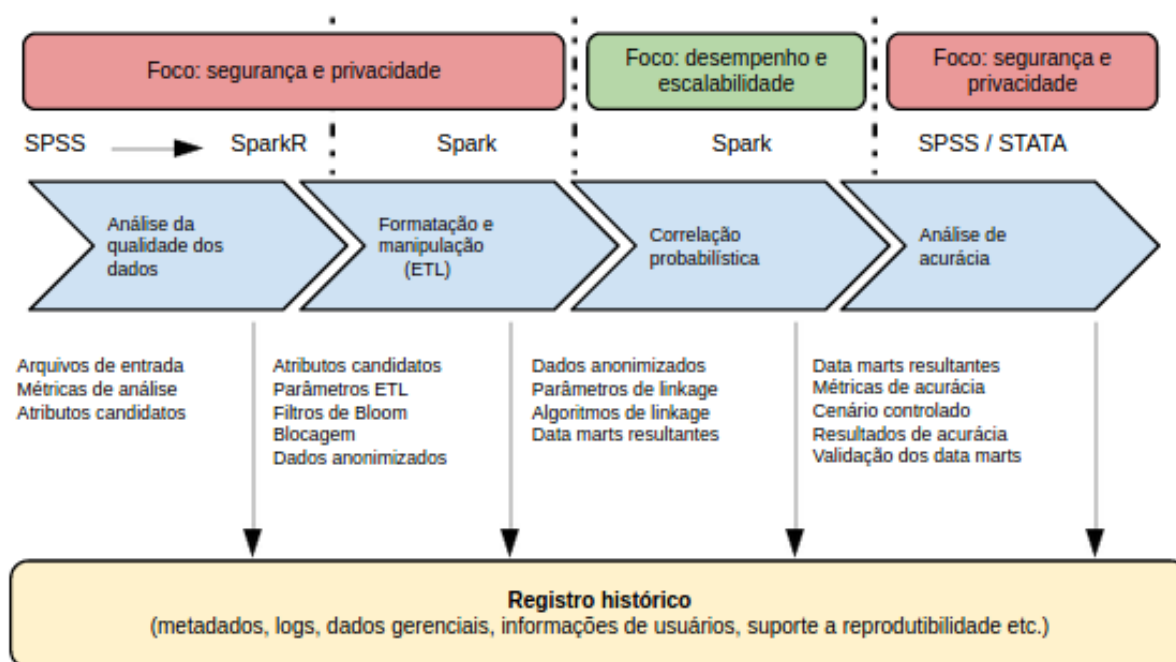 Foco: segurança e privacidade
Foco: desempenho e
escalabilidade
Foco: segurança e
privacidade
SPSS
SparkR
Spark
Spark
SPSS / STATA
Análise da
qualidade dos
dados
Formatação e
manipulação
(ETL)
Correlação
probabilística
Análise de
acurácia
Arquivos de entrada
Métricas de análise
Atributos candidatos
Atributos candidatos
Parâmetros ETL
Filtros de Bloom
Blocagem
Dados anonimizados
Dados anonimizados
Parâmetros de linkage
Algoritmos de linkage
Data marts resultantes
Data marts resultantes
Métricas de acurácia
Cenário controlado
Resultados de acurácia
Validação dos data marts
Registro histórico
(metadados, logs, dados gerenciais, informações de usuários, suporte a reprodutibilidade etc.)